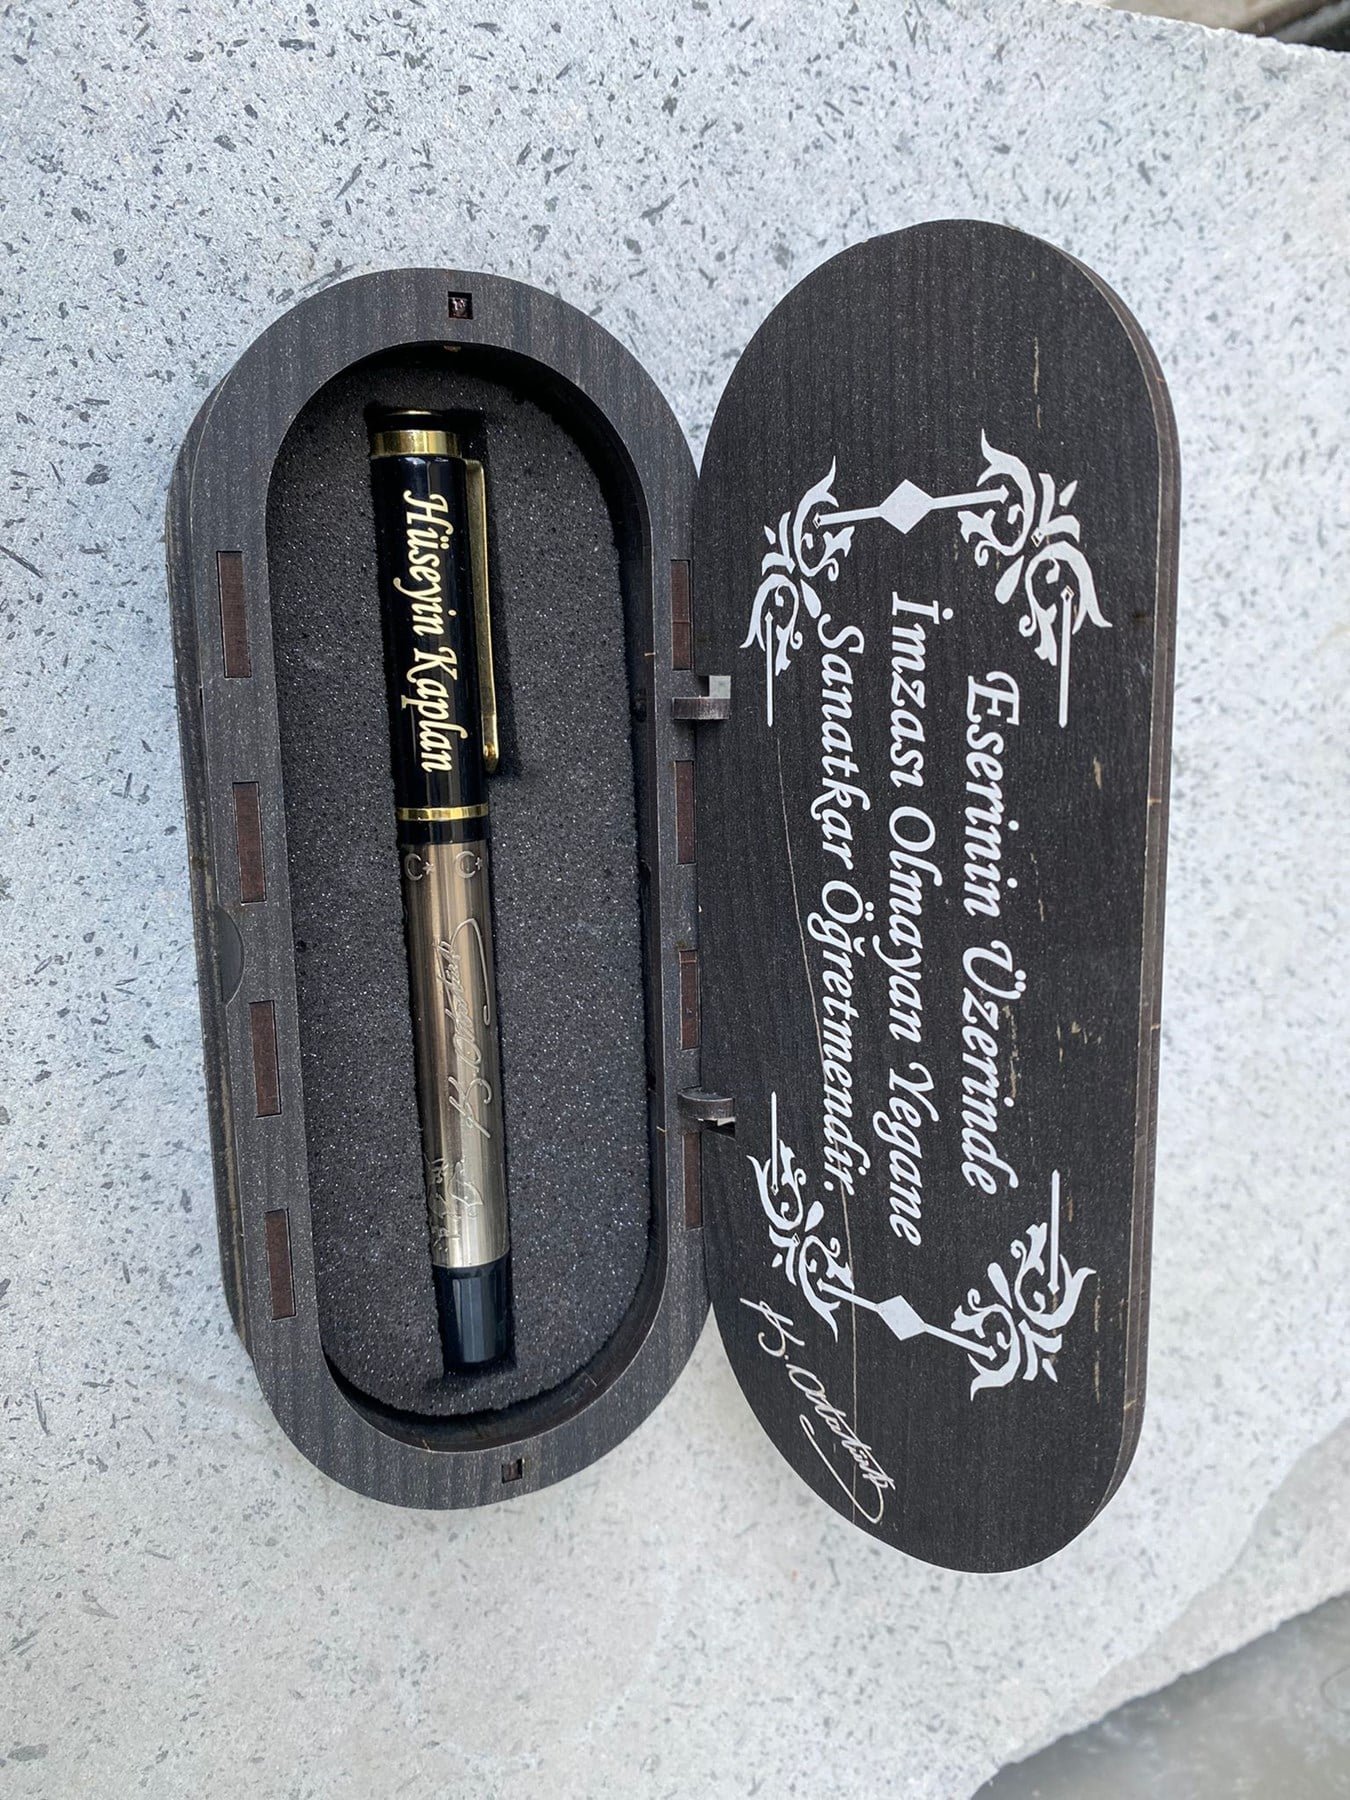 Hüseyin Kaplan
Eserinin Üzerinde
İmzası Olmayan Yegane
Sanatkar Öğretmendir.
K. Atatürk